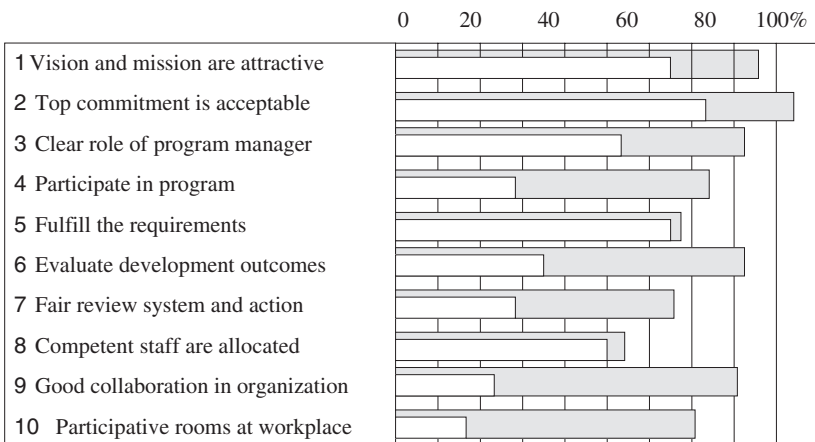 0 20 40 60 80 100%
1 Vision and mission are attractive
2 Top commitment is acceptable
3 Clear role of program manager
4 Participate in program
5 Fulfill the requirements
6 Evaluate development outcomes
7 Fair review system and action
8 Competent staff are allocated
9 Good collaboration in organization
10 Participative rooms at workplace